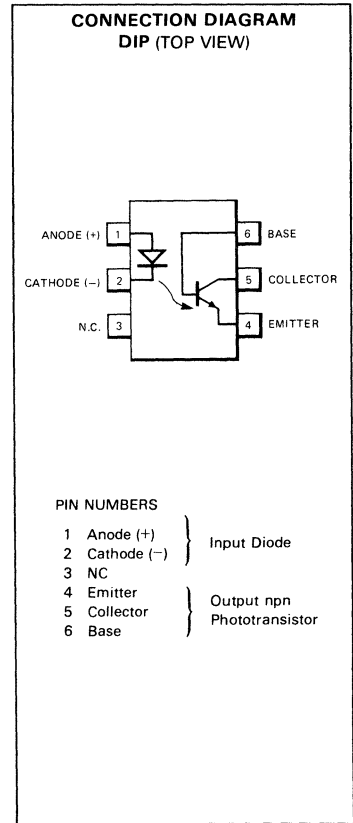 CONNECTION DIAGRAM
DIP (TOP VIEW)
ANODE (+) 1
6 BASE
CATHODE (−) 2
5 COLLECTOR
N.C. 3
4 EMITTER
PIN NUMBERS
1 Anode (+)
2 Cathode (−)
Input Diode
3 NC
4 Emitter
5 Collector
6 Base
Output npn
Phototransistor